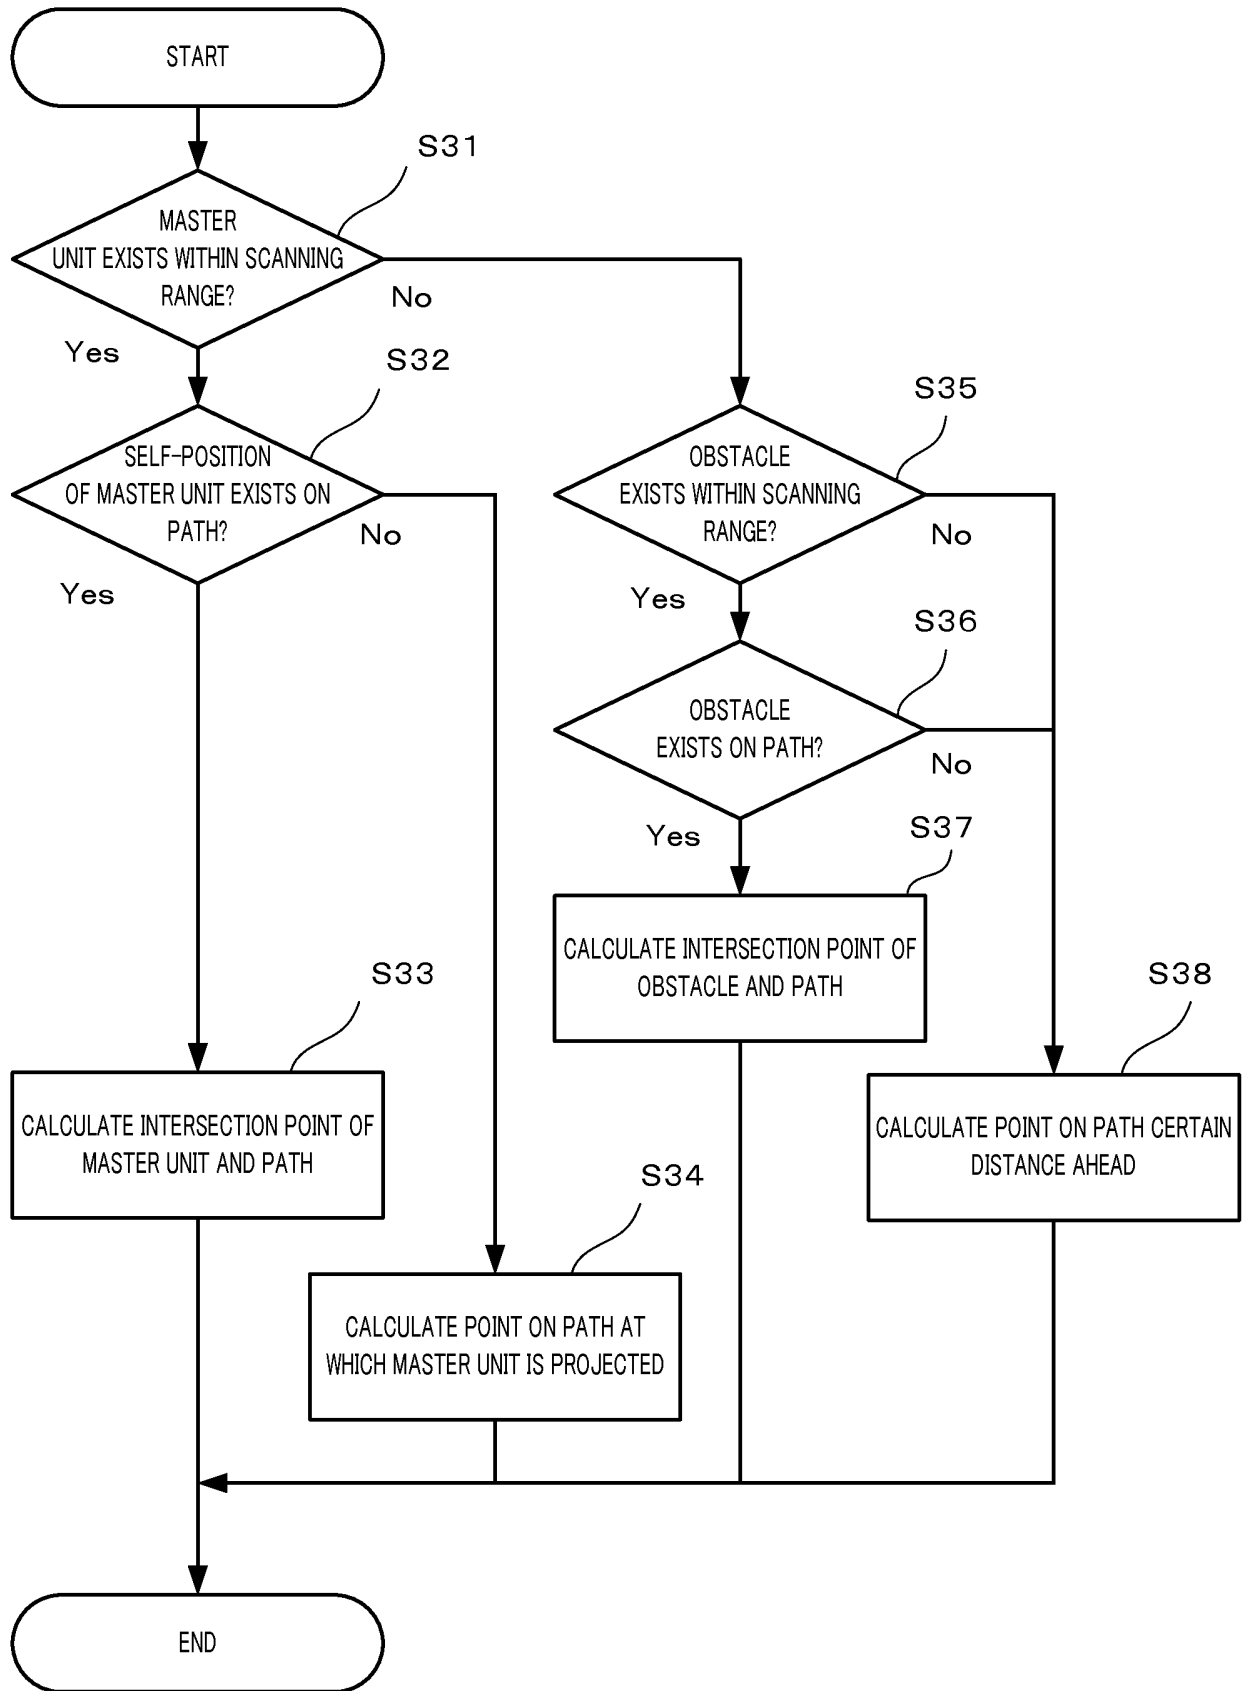 START
S31
MASTER
UNIT EXISTS WITHIN SCANNING
RANGE?
No
Yes
S32
SELF-POSITION
OF MASTER UNIT EXISTS ON
PATH?
No
Yes
S35
OBSTACLE
EXISTS WITHIN SCANNING
RANGE?
No
Yes
S36
OBSTACLE
EXISTS ON PATH?
No
Yes
S37
CALCULATE INTERSECTION POINT OF
OBSTACLE AND PATH
S33
CALCULATE INTERSECTION POINT OF
MASTER UNIT AND PATH
S38
CALCULATE POINT ON PATH CERTAIN
DISTANCE AHEAD
S34
CALCULATE POINT ON PATH AT
WHICH MASTER UNIT IS PROJECTED
END